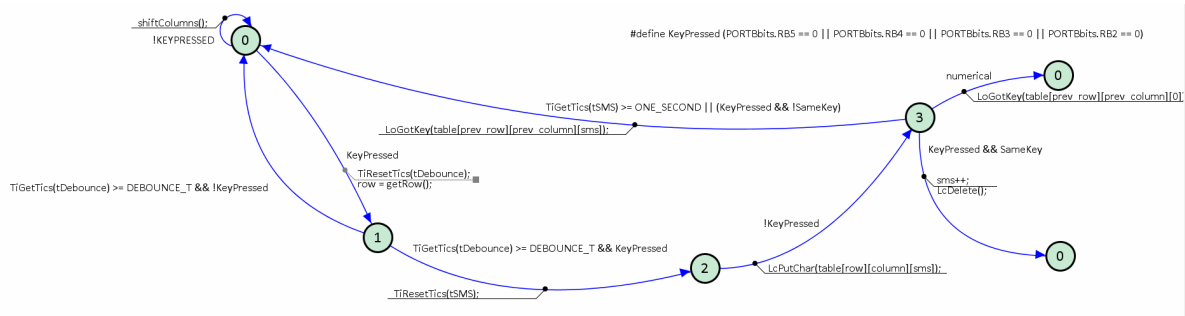 shiftColumns();
!KEYPRESSED
0
#define KeyPressed (PORTBbits.RB5 == 0 || PORTBbits.RB4 == 0 || PORTBbits.RB3 == 0 || PORTBbits.RB2 == 0)
numerical
0
LoGotKey(table[prev_row][prev_column][0]
TiGetTics(tSMS) >= ONE_SECOND || (KeyPressed && !SameKey)
LoGotKey(table[prev_row][prev_column][sms]);
3
KeyPressed
KeyPressed && SameKey
TiResetTics(tDebounce);
row = getRow();
sms++;
LcDelete();
TiGetTics(tDebounce) >= DEBOUNCE_T && !KeyPressed
!KeyPressed
1
TiGetTics(tDebounce) >= DEBOUNCE_T && KeyPressed
0
2
LcPutChar(table[row][column][sms]);
TiResetTics(tSMS);